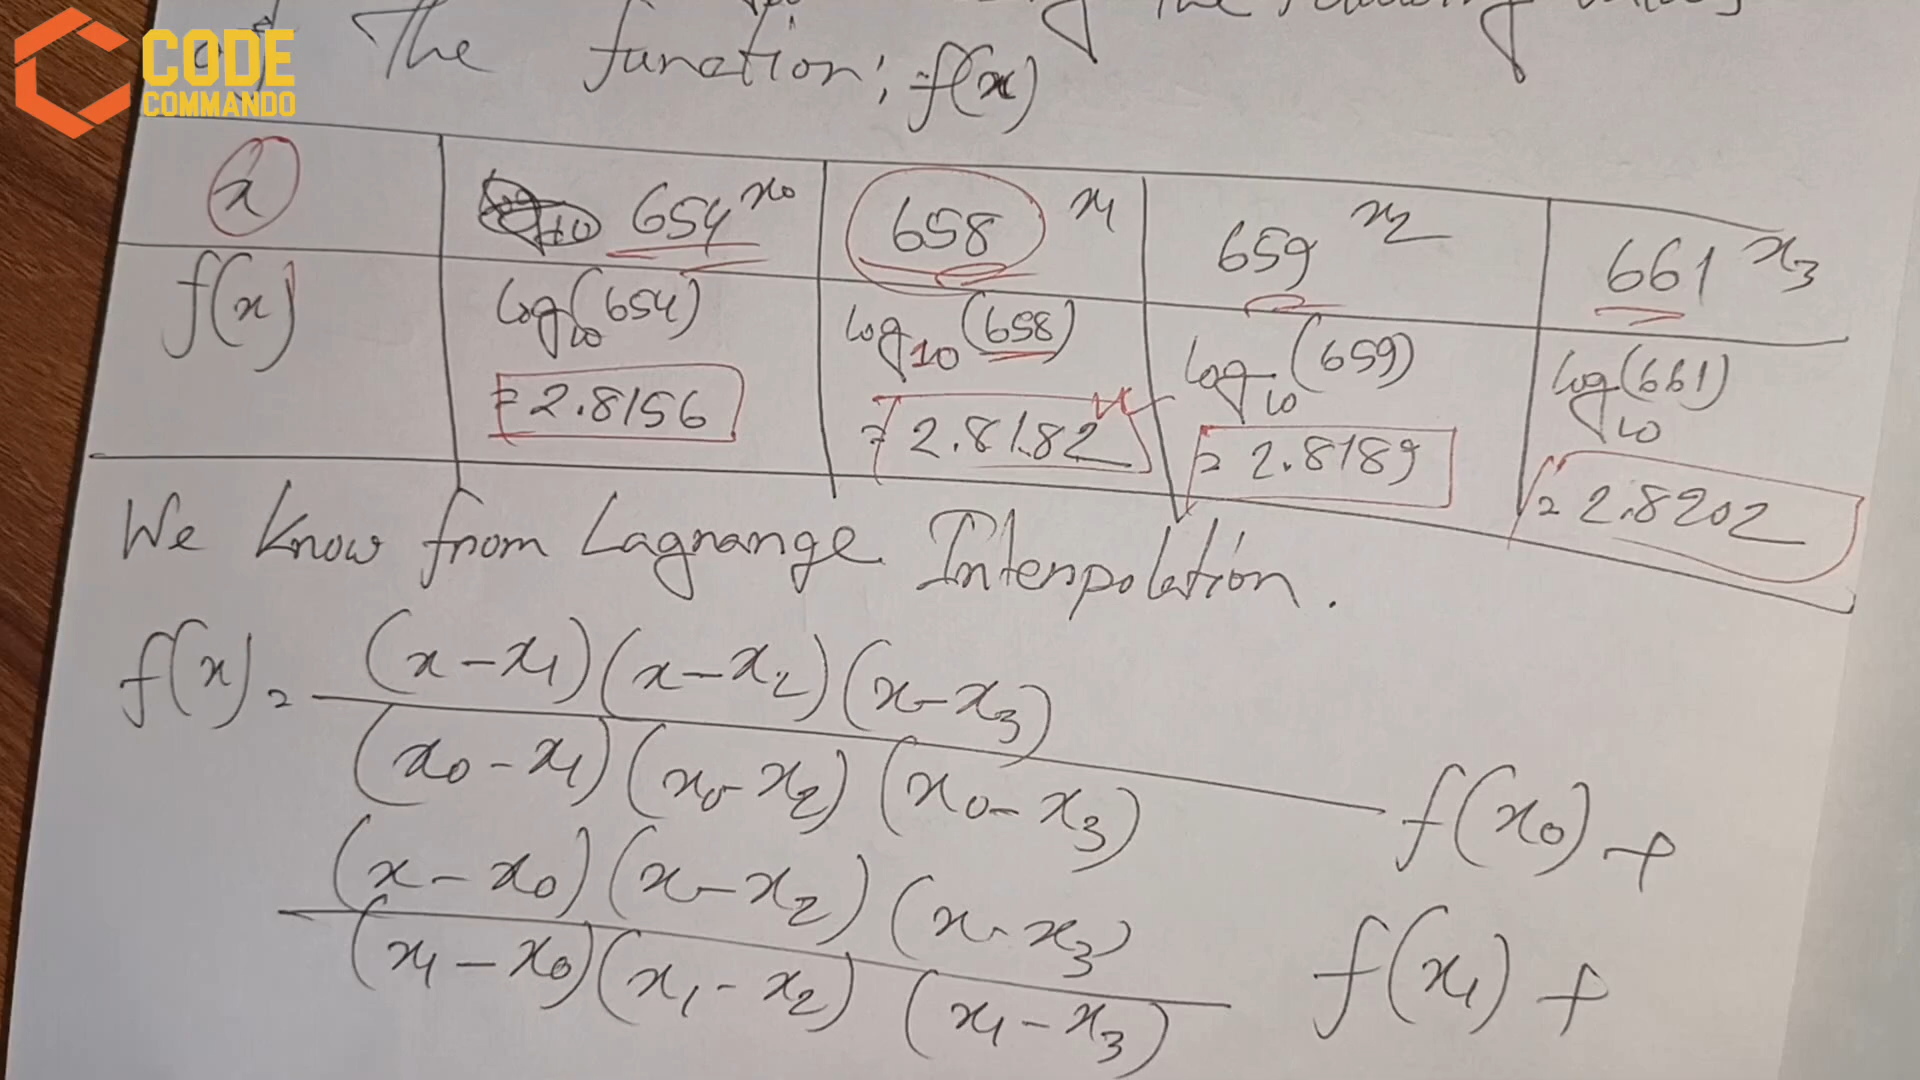 CODE
COMMANDO
of The function; f(x)
x 654 x₀ 658 x₁ 659 x₂ 661 x₃
f(x) log₁₀(654) log₁₀(658) log₁₀(659) log₁₀(661)
= 2.8156 = 2.8182 = 2.8189 = 2.8202
We know from Lagrange Interpolation.
f(x) = (x-x₁)(x-x₂)(x-x₃)
(x₀-x₁)(x₀-x₂)(x₀-x₃) f(x₀) +
(x-x₀)(x-x₂)(x-x₃)
(x₁-x₀)(x₁-x₂)(x₁-x₃) f(x₁) +